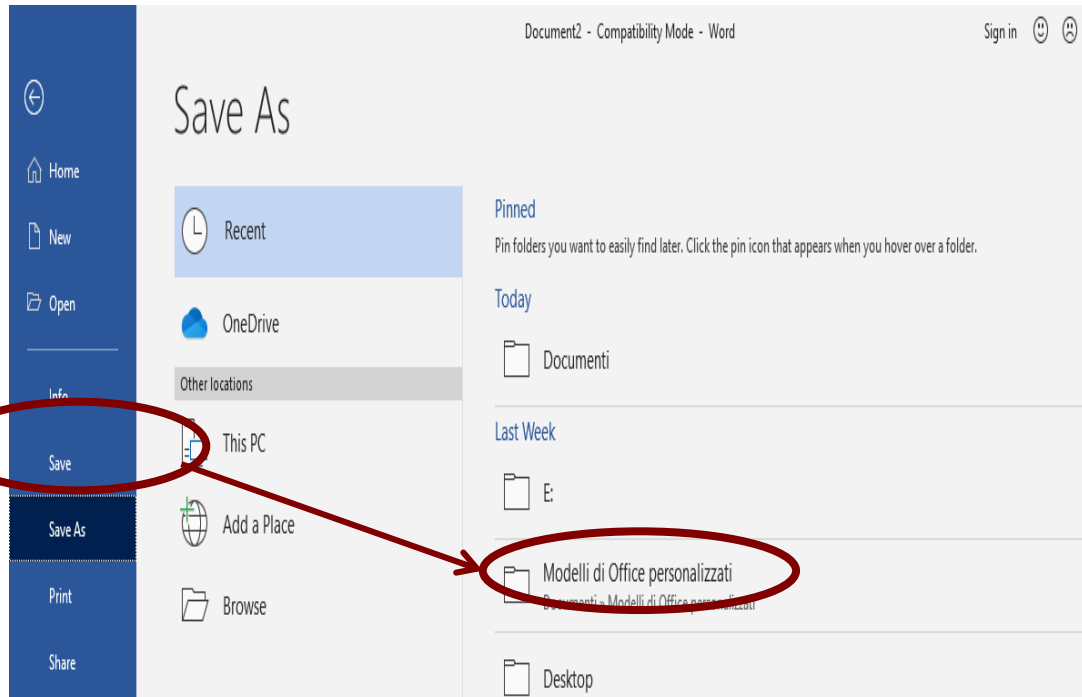 Document2 - Compatibility Mode - Word
Sign in
Save As
Home
New
Open
Info
Save
Save As
Print
Share
Recent
OneDrive
Other locations
This PC
Add a Place
Browse
Pinned
Pin folders you want to easily find later. Click the pin icon that appears when you hover over a folder.
Today
Documenti
Last Week
E:
Modelli di Office personalizzati
Documenti » Modelli di Office personalizzati
Desktop